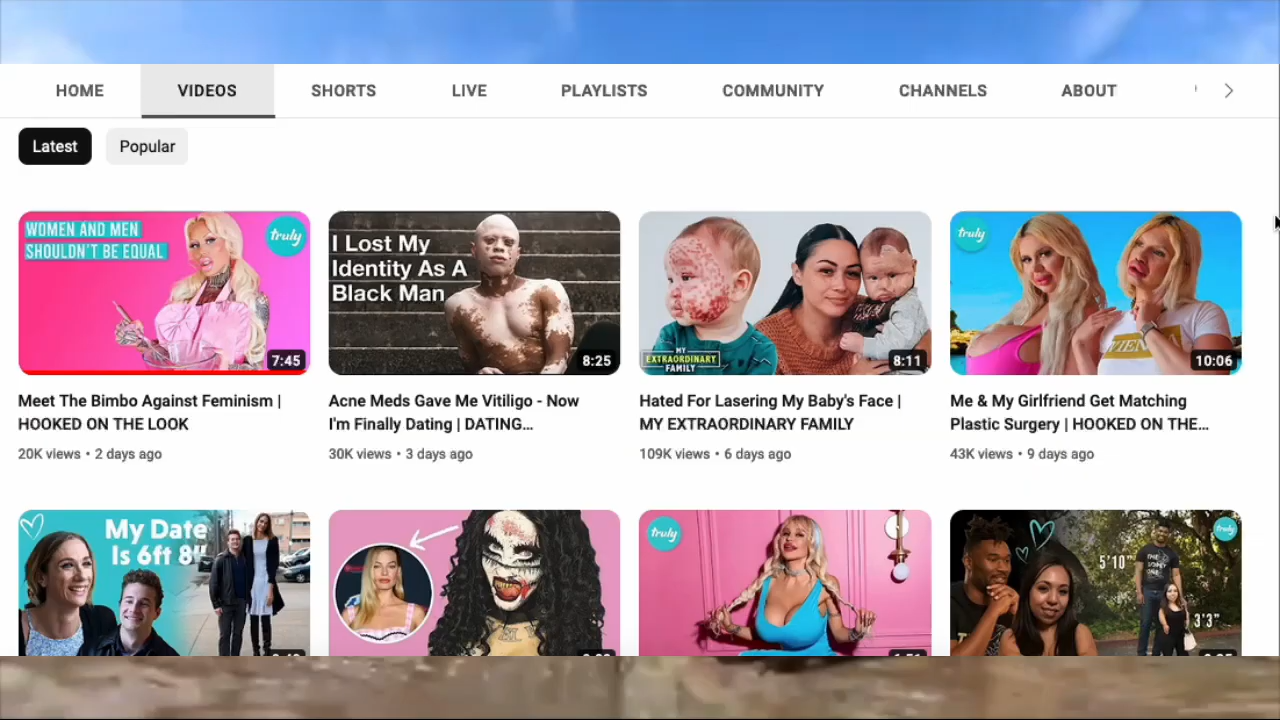 HOME
VIDEOS
SHORTS
LIVE
PLAYLISTS
COMMUNITY
CHANNELS
ABOUT
Latest
Popular
WOMEN AND MEN
SHOULDN'T BE EQUAL
truly
7:45
I Lost My
Identity As A
Black Man
8:25
MY
EXTRAORDINARY
FAMILY
8:11
truly
10:06
Meet The Bimbo Against Feminism |
HOOKED ON THE LOOK
20K views • 2 days ago
Acne Meds Gave Me Vitiligo - Now
I'm Finally Dating | DATING...
30K views • 3 days ago
Hated For Lasering My Baby's Face |
MY EXTRAORDINARY FAMILY
109K views • 6 days ago
Me & My Girlfriend Get Matching
Plastic Surgery | HOOKED ON THE...
43K views • 9 days ago
My Date
Is 6ft 8"
truly
truly
5'10"
3'3"